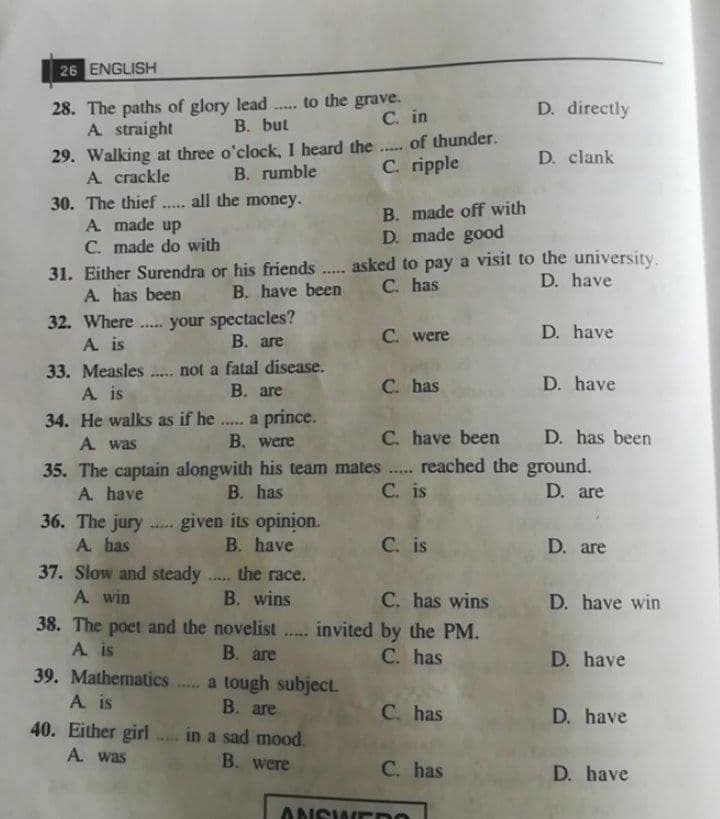 26 ENGLISH
28. The paths of glory lead ..... to the grave.
A. straight B. but C. in D. directly
29. Walking at three o'clock, I heard the ..... of thunder.
A. crackle B. rumble C. ripple D. clank
30. The thief ..... all the money.
A. made up B. made off with
C. made do with D. made good
31. Either Surendra or his friends ..... asked to pay a visit to the university.
A. has been B. have been C. has D. have
32. Where ..... your spectacles?
A. is B. are C. were D. have
33. Measles ..... not a fatal disease.
A. is B. are C. has D. have
34. He walks as if he ..... a prince.
A. was B. were C. have been D. has been
35. The captain alongwith his team mates ..... reached the ground.
A. have B. has C. is D. are
36. The jury ..... given its opinion.
A. has B. have C. is D. are
37. Slow and steady ..... the race.
A. win B. wins C. has wins D. have win
38. The poet and the novelist ..... invited by the PM.
A. is B. are C. has D. have
39. Mathematics ..... a tough subject.
A. is B. are C. has D. have
40. Either girl ..... in a sad mood.
A. was B. were C. has D. have
ANSWERS